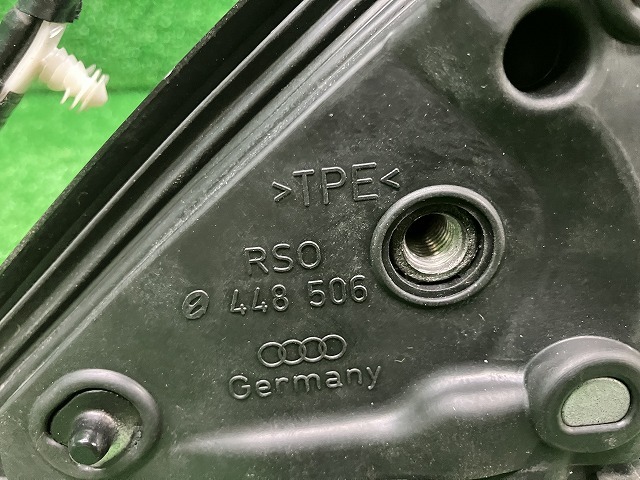 >TPE<
RSO
448 506
Germany